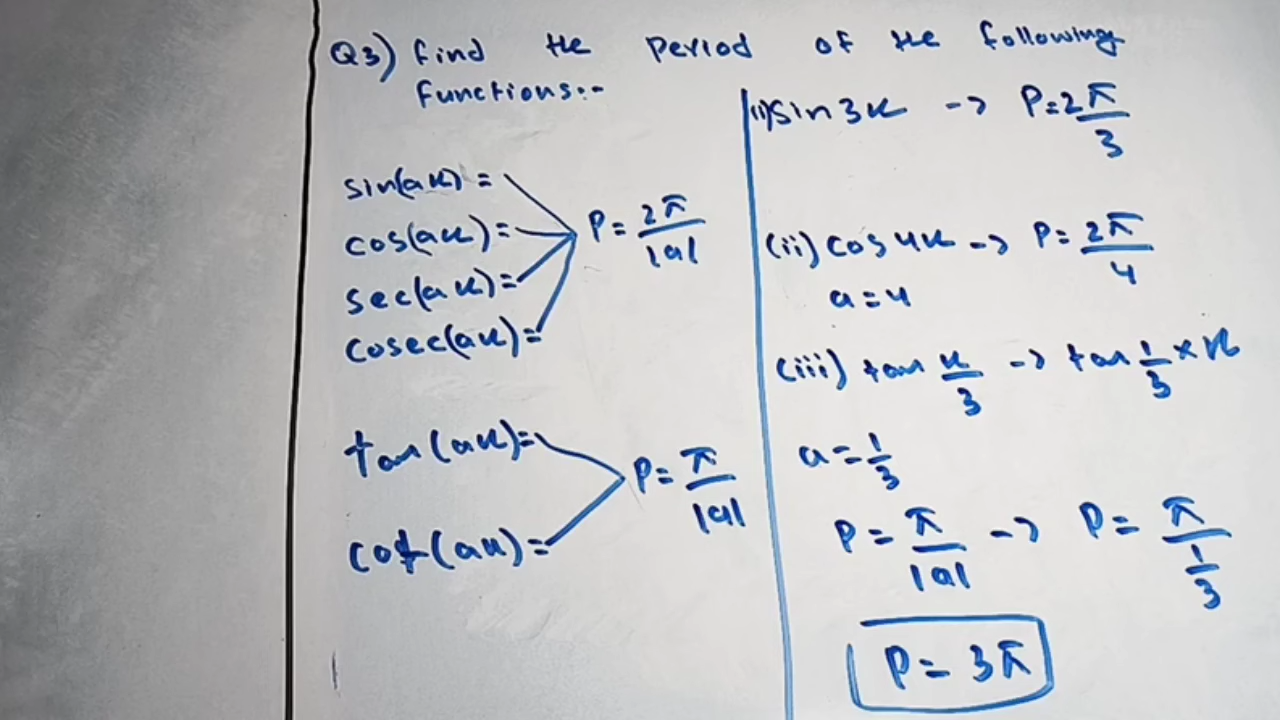 Q3) find the period of the following
functions:-
sin(ax) =
cos(ax) =
sec(ax) =
cosec(ax) =
P = 2π/|a|
tan(ax) =
cot(ax) =
P = π/|a|
(i) sin 3x -> P = 2π/3
(ii) cos 4x -> P = 2π/4
a = 4
(iii) tan x/3 -> tan 1/3 × x
a = 1/3
P = π/|a| -> P = π/(1/3)
P = 3π